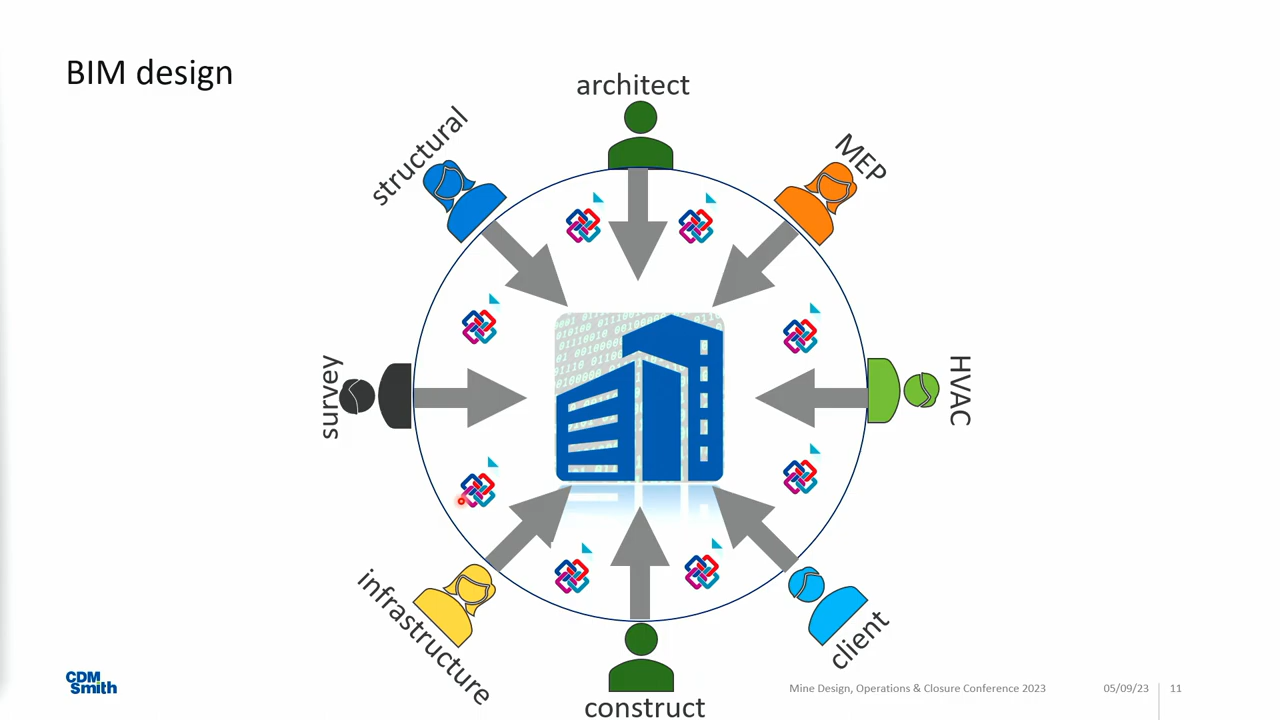 BIM design
architect
structural
MEP
survey
HVAC
infrastructure
client
construct
CDM
Smith
Mine Design, Operations & Closure Conference 2023
05/09/23
11